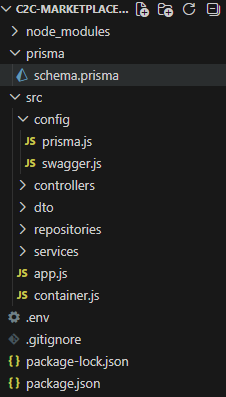 C2C-MARKETPLACE...
node_modules
prisma
schema.prisma
src
config
JS prisma.js
JS swagger.js
controllers
dto
repositories
services
JS app.js
JS container.js
.env
.gitignore
{} package-lock.json
{} package.json